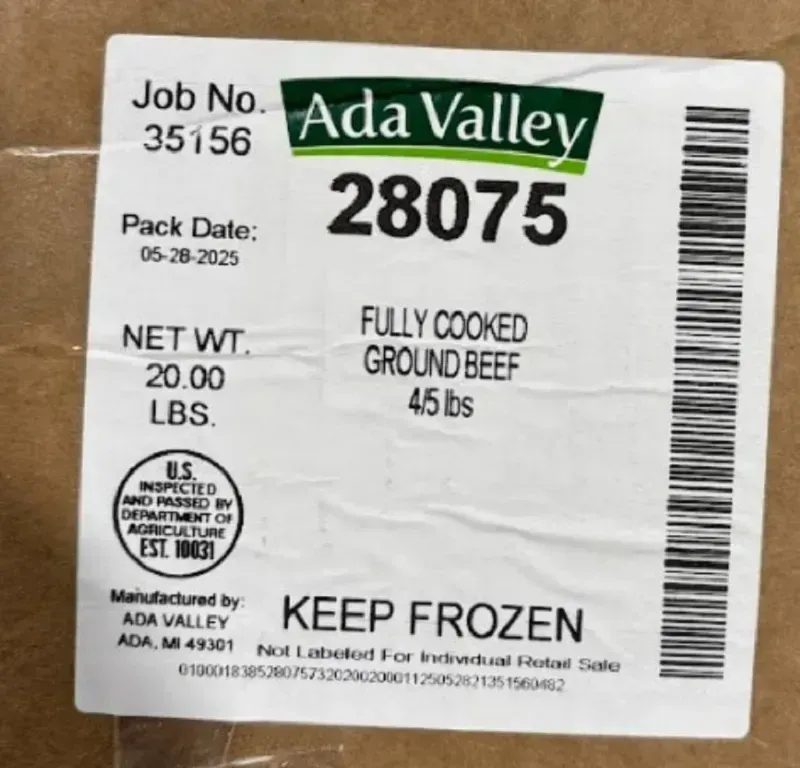 Job No.
35156
Ada Valley
28075
Pack Date:
05-28-2025
FULLY COOKED
GROUND BEEF
4/5 lbs
NET WT.
20.00
LBS.
U.S.
INSPECTED
AND PASSED BY
DEPARTMENT OF
AGRICULTURE
EST. 10031
Manufactured by:
ADA VALLEY
ADA, MI 49301
KEEP FROZEN
Not Labeled For Individual Retail Sale